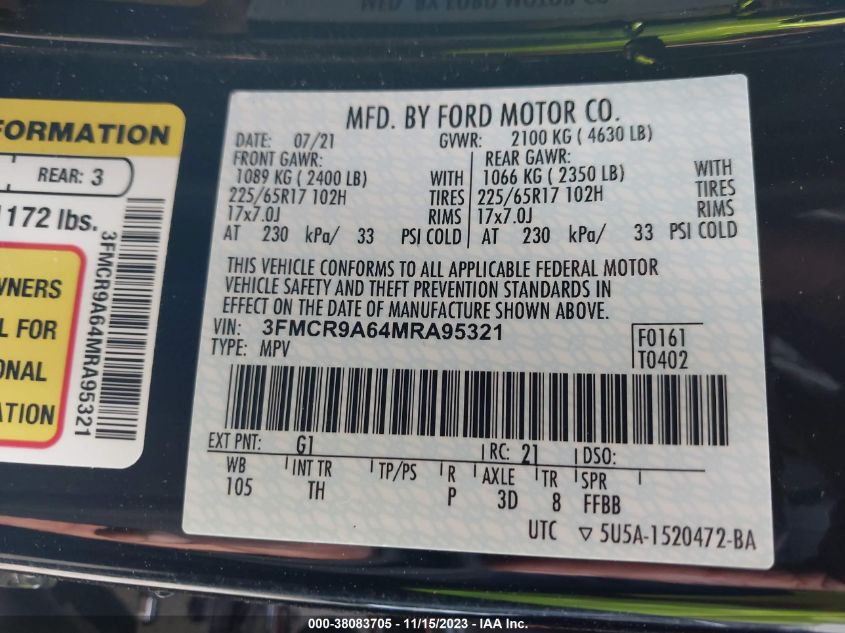 FORMATION
REAR: 3
1172 lbs.
3FMCR9A64MRA95321
WNERS
L FOR
ONAL
ATION
MFD. BY FORD MOTOR CO.
DATE: 07/21 GVWR: 2100 KG ( 4630 LB)
FRONT GAWR: REAR GAWR:
1089 KG ( 2400 LB) WITH 1066 KG ( 2350 LB) WITH
225/65R17 102H TIRES 225/65R17 102H TIRES
17x7.0J RIMS 17x7.0J RIMS
AT 230 kPa/ 33 PSI COLD AT 230 kPa/ 33 PSI COLD
THIS VEHICLE CONFORMS TO ALL APPLICABLE FEDERAL MOTOR
VEHICLE SAFETY AND THEFT PREVENTION STANDARDS IN
EFFECT ON THE DATE OF MANUFACTURE SHOWN ABOVE.
VIN: 3FMCR9A64MRA95321 F0161
TYPE: MPV T0402
EXT PNT: G1 RC: 21 DSO:
WB INT TR TP/PS R AXLE TR SPR
105 TH P 3D 8 FFBB
UTC ▽ 5U5A-1520472-BA
000-38083705 - 11/15/2023 - IAA Inc.